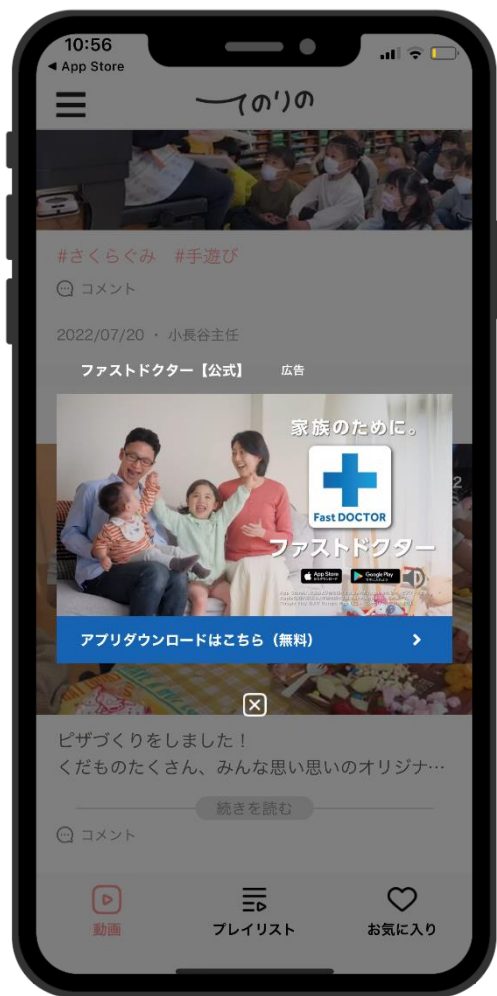 10:56
◀ App Store
てのりの
#さくらぐみ #手遊び
コメント
2022/07/20 ・ 小長谷主任
ファストドクター【公式】 広告
家族のために。
Fast DOCTOR
ファストドクター
App Store
Google Play
2
アプリダウンロードはこちら（無料）
ピザづくりをしました！
くだものたくさん、みんな思い思いのオリジナ…
続きを読む
コメント
動画 プレイリスト お気に入り